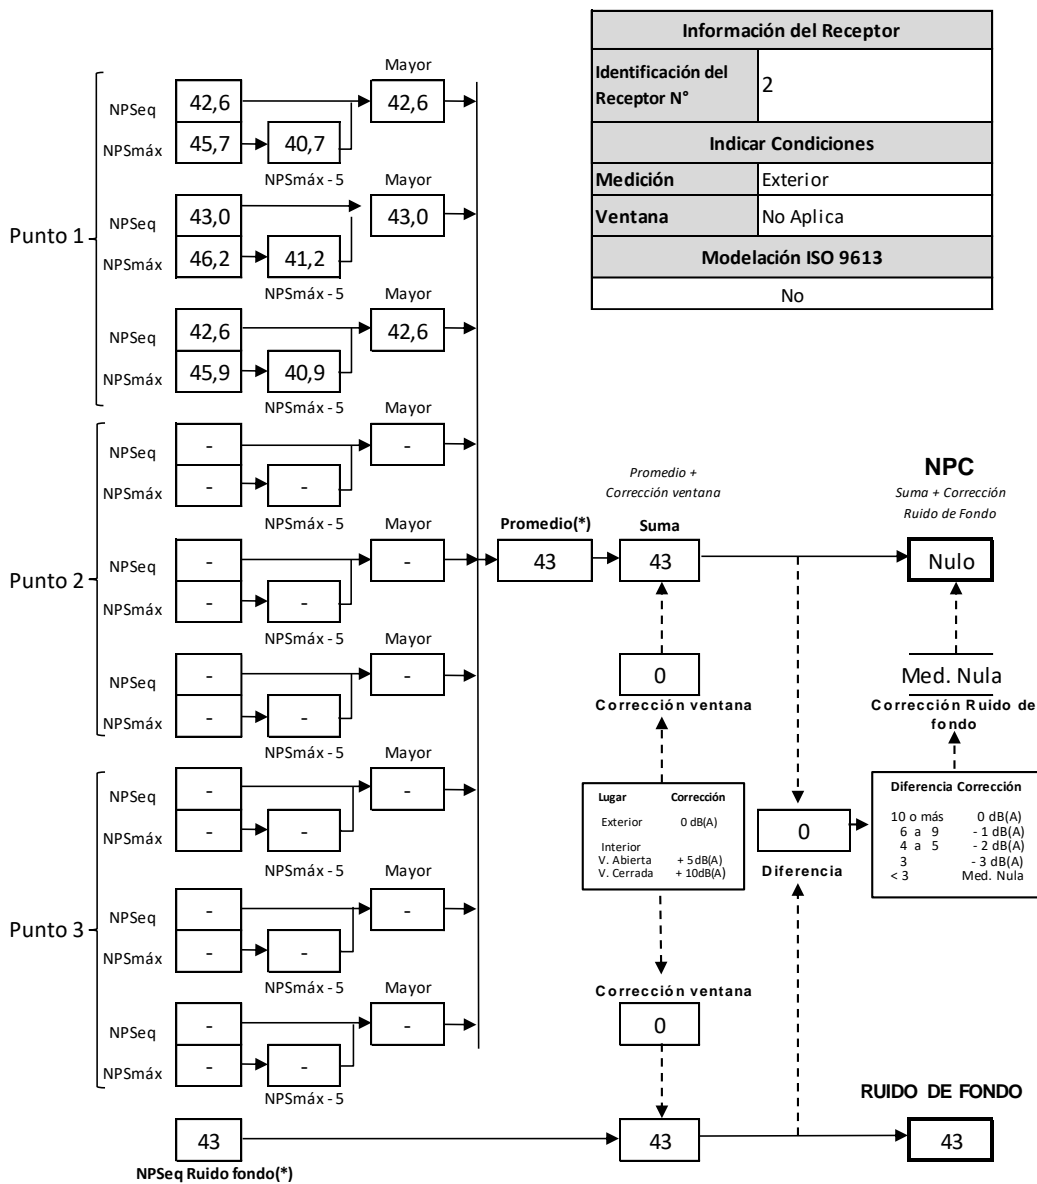 Información del Receptor
Identificación del
Receptor N°
2
Indicar Condiciones
Medición
Exterior
Ventana
No Aplica
Modelación ISO 9613
No
Punto 1
Mayor
NPSeq
42,6
42,6
NPSmáx
45,7
40,7
NPSmáx - 5
Mayor
NPSeq
43,0
43,0
NPSmáx
46,2
41,2
NPSmáx - 5
Mayor
NPSeq
42,6
42,6
NPSmáx
45,9
40,9
NPSmáx - 5
Punto 2
Mayor
NPSeq
-
-
NPSmáx
-
-
NPSmáx - 5
Mayor
NPSeq
-
-
NPSmáx
-
-
NPSmáx - 5
Mayor
NPSeq
-
-
NPSmáx
-
-
NPSmáx - 5
Punto 3
Mayor
NPSeq
-
-
NPSmáx
-
-
NPSmáx - 5
Mayor
NPSeq
-
-
NPSmáx
-
-
NPSmáx - 5
Mayor
NPSeq
-
-
NPSmáx
-
-
NPSmáx - 5
Promedio(*)
43
Promedio +
Corrección ventana
Suma
43
NPC
Suma + Corrección
Ruido de Fondo
Nulo
0
Corrección ventana
Med. Nula
Corrección Ruido de
fondo
Lugar Corrección
Exterior 0 dB(A)
Interior
V. Abierta + 5dB(A)
V. Cerrada + 10dB(A)
0
Diferencia
Diferencia Corrección
10 o más 0 dB(A)
6 a 9 - 1 dB(A)
4 a 5 - 2 dB(A)
3 - 3 dB(A)
< 3 Med. Nula
Corrección ventana
0
RUIDO DE FONDO
43
43
43
NPSeq Ruido fondo(*)